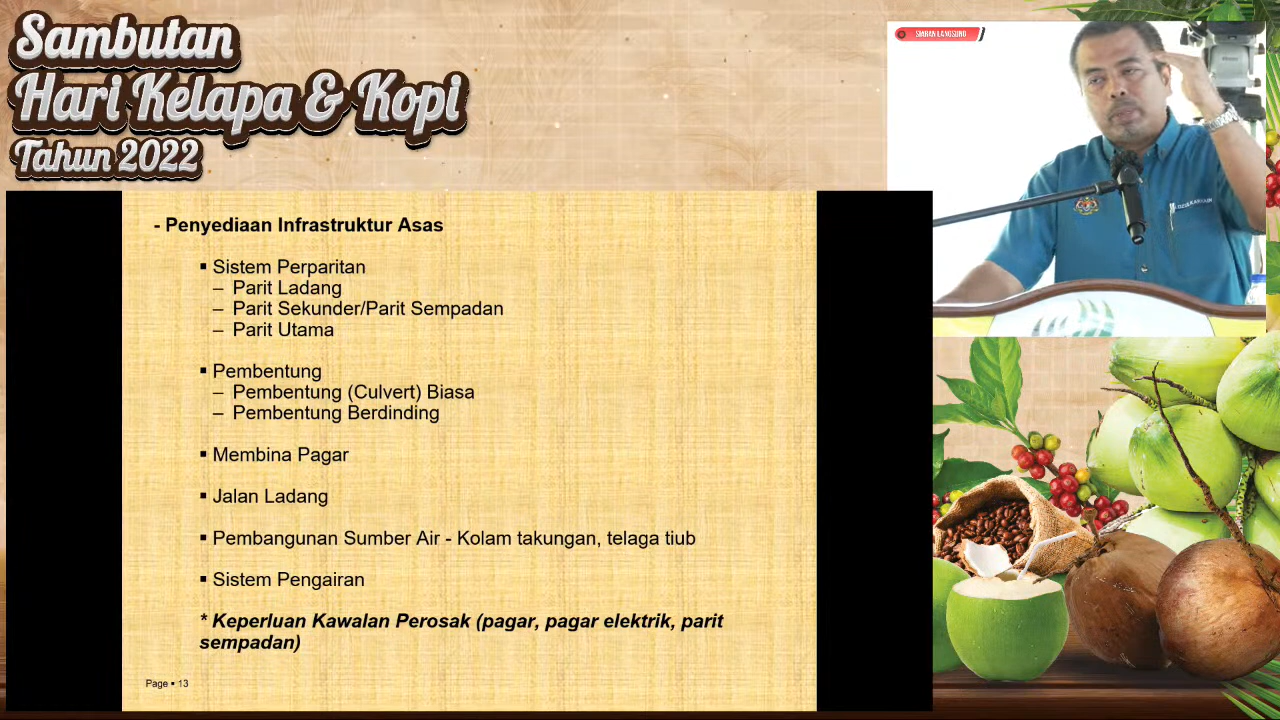 Sambutan
Hari Kelapa & Kopi
Tahun 2022
SIARAN LANGSUNG
- Penyediaan Infrastruktur Asas
▪ Sistem Perparitan
– Parit Ladang
– Parit Sekunder/Parit Sempadan
– Parit Utama
▪ Pembentung
– Pembentung (Culvert) Biasa
– Pembentung Berdinding
▪ Membina Pagar
▪ Jalan Ladang
▪ Pembangunan Sumber Air - Kolam takungan, telaga tiub
▪ Sistem Pengairan
* Keperluan Kawalan Perosak (pagar, pagar elektrik, parit
sempadan)
Page ▪ 13